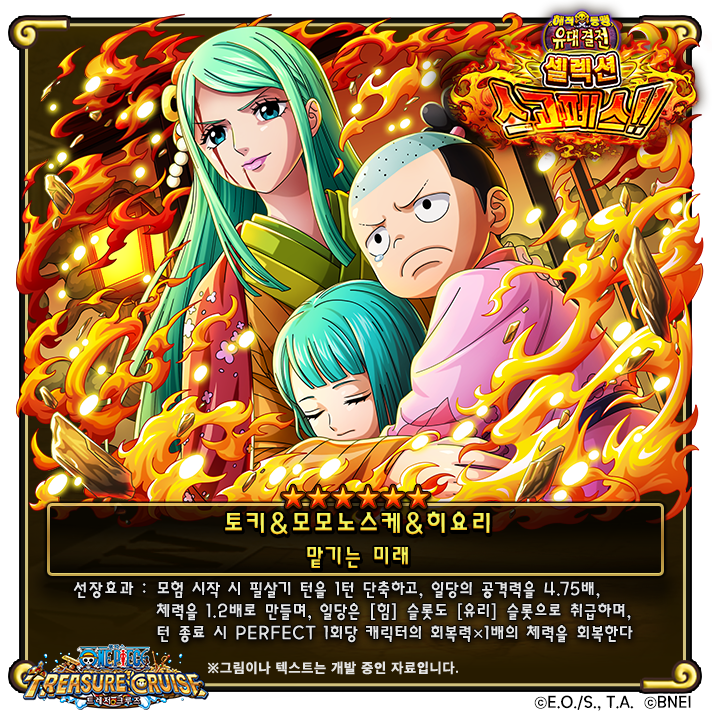 해적 동맹
유대결전
셀렉션
스고페스!!
토키&모모노스케&히요리
맡기는 미래
선장효과 : 모험 시작 시 필살기 턴을 1턴 단축하고, 일당의 공격력을 4.75배,
체력을 1.2배로 만들며, 일당은 [힘] 슬롯도 [유리] 슬롯으로 취급하며,
턴 종료 시 PERFECT 1회당 캐릭터의 회복력×1배의 체력을 회복한다
※그림이나 텍스트는 개발 중인 자료입니다.
ONE PIECE
TREASURE CRUISE
트레저 크루즈
©E.O./S., T.A. ©BNEI